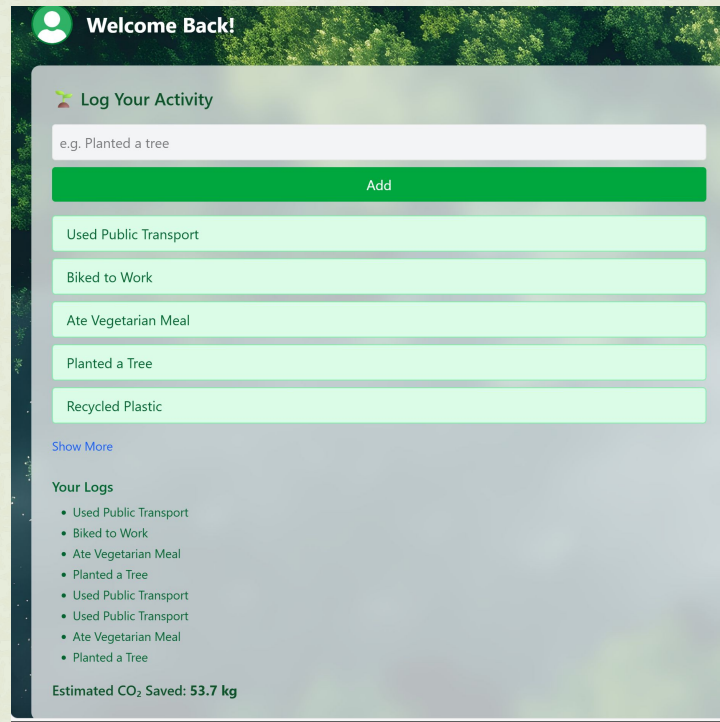 Welcome Back!
Log Your Activity
e.g. Planted a tree
Add
Used Public Transport
Biked to Work
Ate Vegetarian Meal
Planted a Tree
Recycled Plastic
Show More
Your Logs
• Used Public Transport
• Biked to Work
• Ate Vegetarian Meal
• Planted a Tree
• Used Public Transport
• Used Public Transport
• Ate Vegetarian Meal
• Planted a Tree
Estimated CO₂ Saved: 53.7 kg